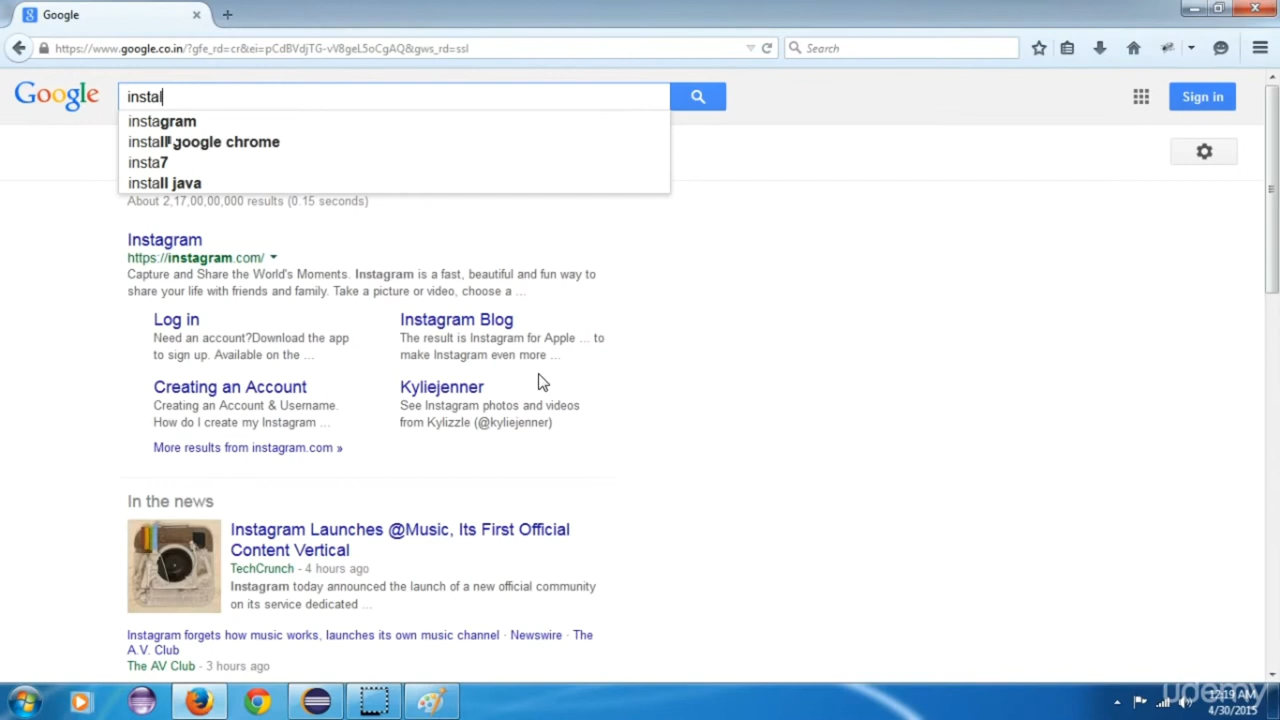 Google
https://www.google.co.in/?gfe_rd=cr&ei=pCdBVdjTG-vV8geL5oCgAQ&gws_rd=ssl
Search
Google
instal
Sign in
instagram
install google chrome
insta7
install java
About 2,17,00,00,000 results (0.15 seconds)
Instagram
https://instagram.com/
Capture and Share the World's Moments. Instagram is a fast, beautiful and fun way to
share your life with friends and family. Take a picture or video, choose a ...
Log in
Need an account?Download the app
to sign up. Available on the ...
Instagram Blog
The result is Instagram for Apple ... to
make Instagram even more ...
Creating an Account
Creating an Account & Username.
How do I create my Instagram ...
Kyliejenner
See Instagram photos and videos
from Kylizzle (@kyliejenner)
More results from instagram.com »
In the news
Instagram Launches @Music, Its First Official
Content Vertical
TechCrunch - 4 hours ago
Instagram today announced the launch of a new official community
on its service dedicated ...
Instagram forgets how music works, launches its own music channel · Newswire · The
A.V. Club
The AV Club - 3 hours ago
udemy
12:19 AM
4/30/2015